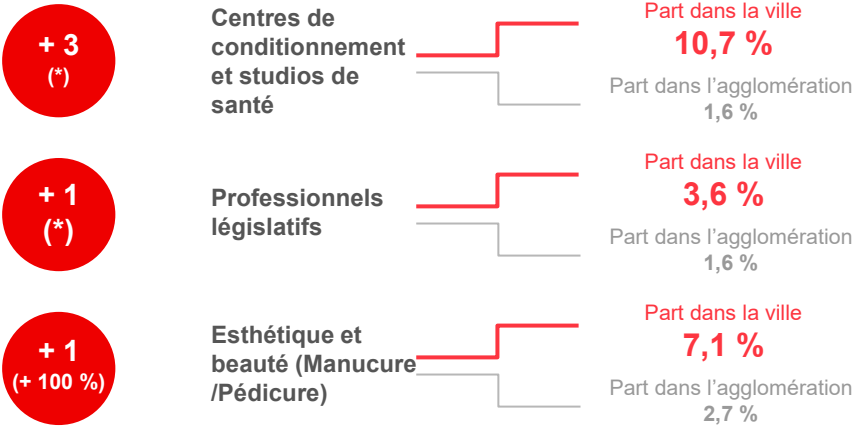 + 3
(*)
Centres de
conditionnement
et studios de
santé
Part dans la ville
10,7 %
Part dans l’agglomération
1,6 %
+ 1
(*)
Professionnels
législatifs
Part dans la ville
3,6 %
Part dans l’agglomération
1,6 %
+ 1
(+ 100 %)
Esthétique et
beauté (Manucure
/Pédicure)
Part dans la ville
7,1 %
Part dans l’agglomération
2,7 %